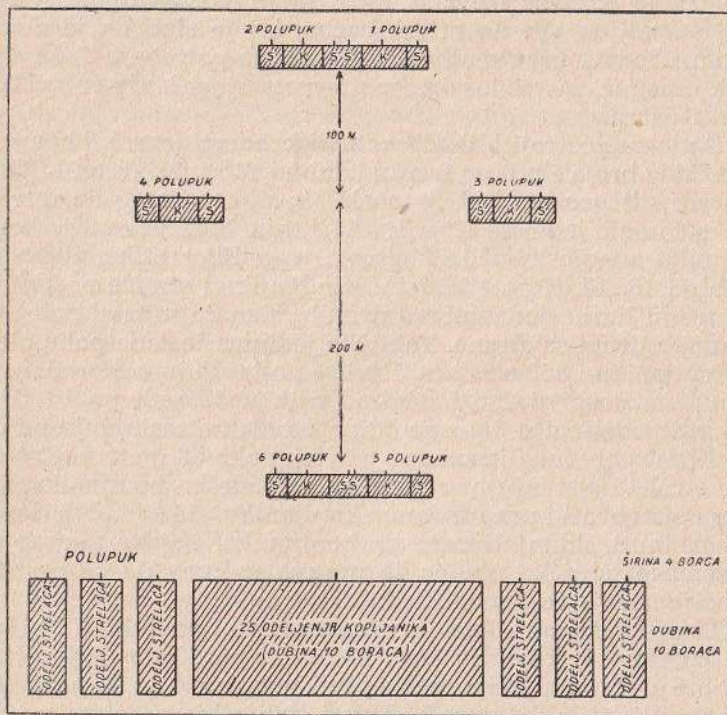 2 POLUPUK 1 POLUPUK
S K S S K S
100 M
4 POLUPUK 3 POLUPUK
S K S S K S
200 M
6 POLUPUK 5 POLUPUK
S K S S K S
POLUPUK
ŠIRINA 4 BORCA
ODELJ. STRELACA
ODELJ. STRELACA
ODELJ. STRELACA
25 ODELJENJE KOPLJANIKA
(DUBINA 10 BORACA)
ODELJ. STRELACA
ODELJ. STRELACA
ODELJ. STRELACA
DUBINA
10 BORACA